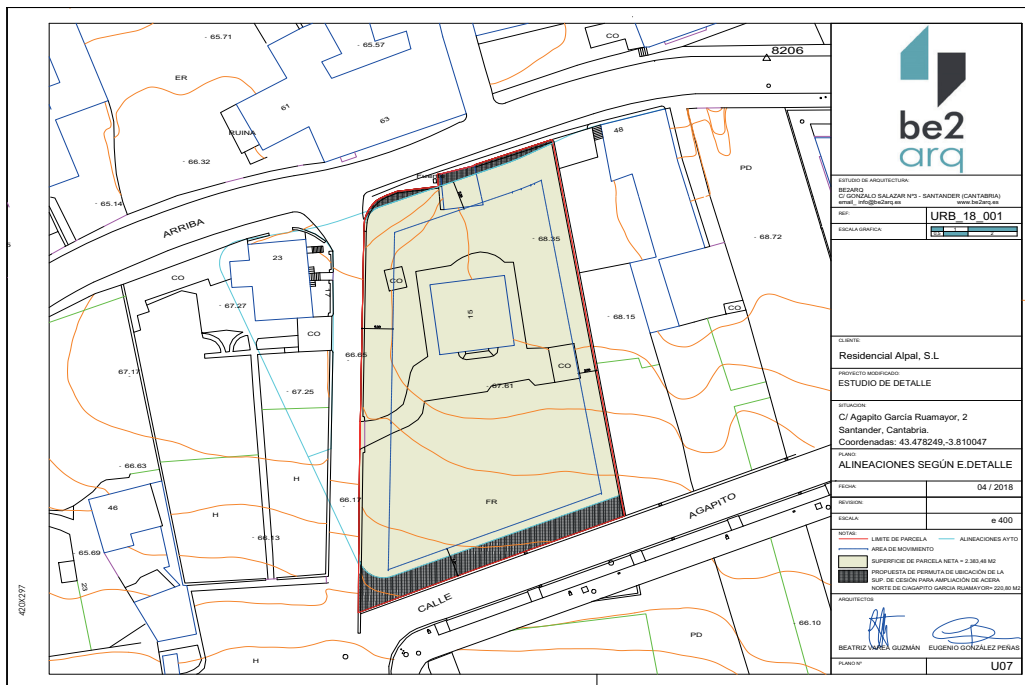 65.71
65.57
CO
8206
ER
61
63
RUINA
48
66.32
PD
65.14
Fuente
ARRIBA
68.35
68.72
23
CO
CO
17
67.27
15
68.15
CO
CO
66.65
67.17
67.25
67.81
CO
66.63
H
66.17
FR
AGAPITO
46
H
66.13
65.69
23
CALLE
66.10
PD
H
420X297
be2
arq
ESTUDIO DE ARQUITECTURA:
BE2ARQ
C/ GONZALO SALAZAR Nº3 - SANTANDER (CANTABRIA)
email_ info@be2arq.es www.be2arq.es
REF: URB_18_001
ESCALA GRAFICA:
CLIENTE:
Residencial Alpal, S.L
PROYECTO MODIFICADO:
ESTUDIO DE DETALLE
SITUACION:
C/ Agapito García Ruamayor, 2
Santander, Cantabria.
Coordenadas: 43.478249,-3.810047
PLANO:
ALINEACIONES SEGÚN E.DETALLE
FECHA: 04 / 2018
REVISION:
ESCALA: e 400
NOTAS:
LIMITE DE PARCELA ALINEACIONES AYTO
AREA DE MOVIMIENTO
SUPERFICIE DE PARCELA NETA = 2.383,48 M2
PROPUESTA DE PERMUTA DE UBICACIÓN DE LA
SUP. DE CESIÓN PARA AMPLIACIÓN DE ACERA
NORTE DE C/AGAPITO GARCIA RUAMAYOR= 220,80 M2
ARQUITECTOS
BEATRIZ VAREA GUZMÁN EUGENIO GONZÁLEZ PEÑAS
PLANO Nº U07